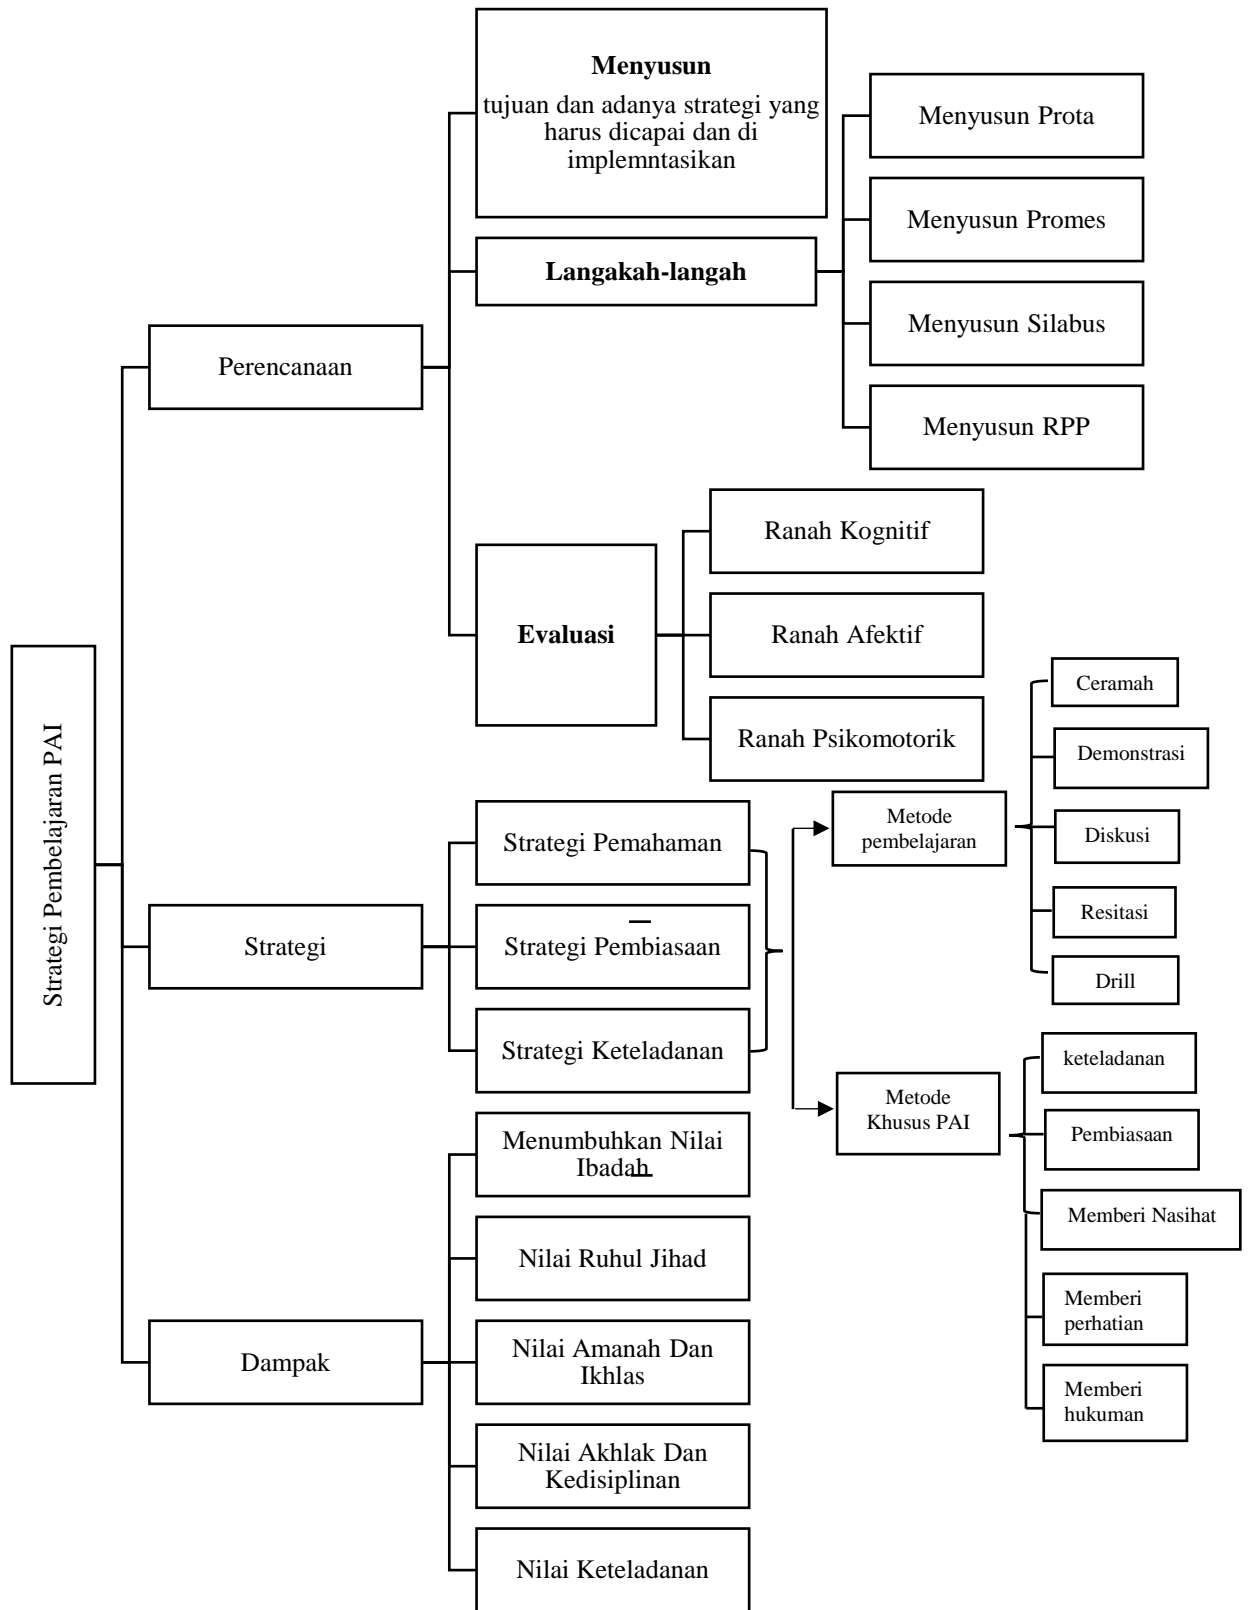 Strategi Pembelajaran PAI
Perencanaan
Menyusun
tujuan dan adanya strategi yang
harus dicapai dan di
implemntasikan
Langakah-langah
Menyusun Prota
Menyusun Promes
Menyusun Silabus
Menyusun RPP
Evaluasi
Ranah Kognitif
Ranah Afektif
Ranah Psikomotorik
Strategi
Strategi Pemahaman
Strategi Pembiasaan
Strategi Keteladanan
Metode
pembelajaran
Ceramah
Demonstrasi
Diskusi
Resitasi
Drill
Metode
Khusus PAI
keteladanan
Pembiasaan
Memberi Nasihat
Memberi
perhatian
Memberi
hukuman
Dampak
Menumbuhkan Nilai
Ibadah
Nilai Ruhul Jihad
Nilai Amanah Dan
Ikhlas
Nilai Akhlak Dan
Kedisiplinan
Nilai Keteladanan